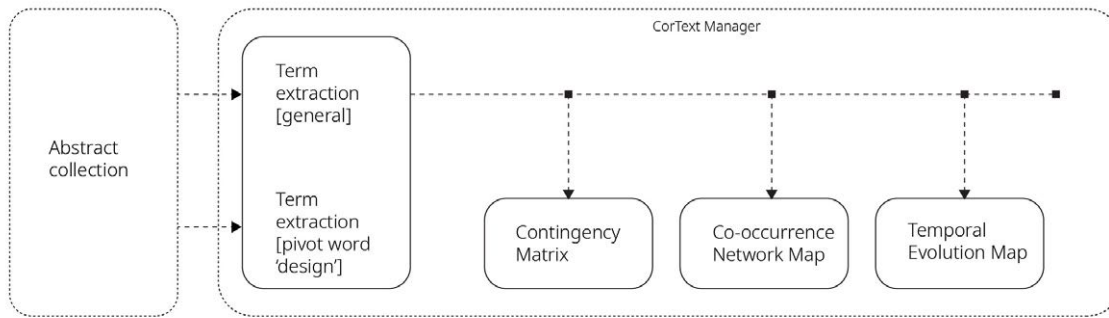 CorText Manager
Abstract
collection
Term
extraction
[general]
Term
extraction
[pivot word
‘design’]
Contingency
Matrix
Co-occurrence
Network Map
Temporal
Evolution Map